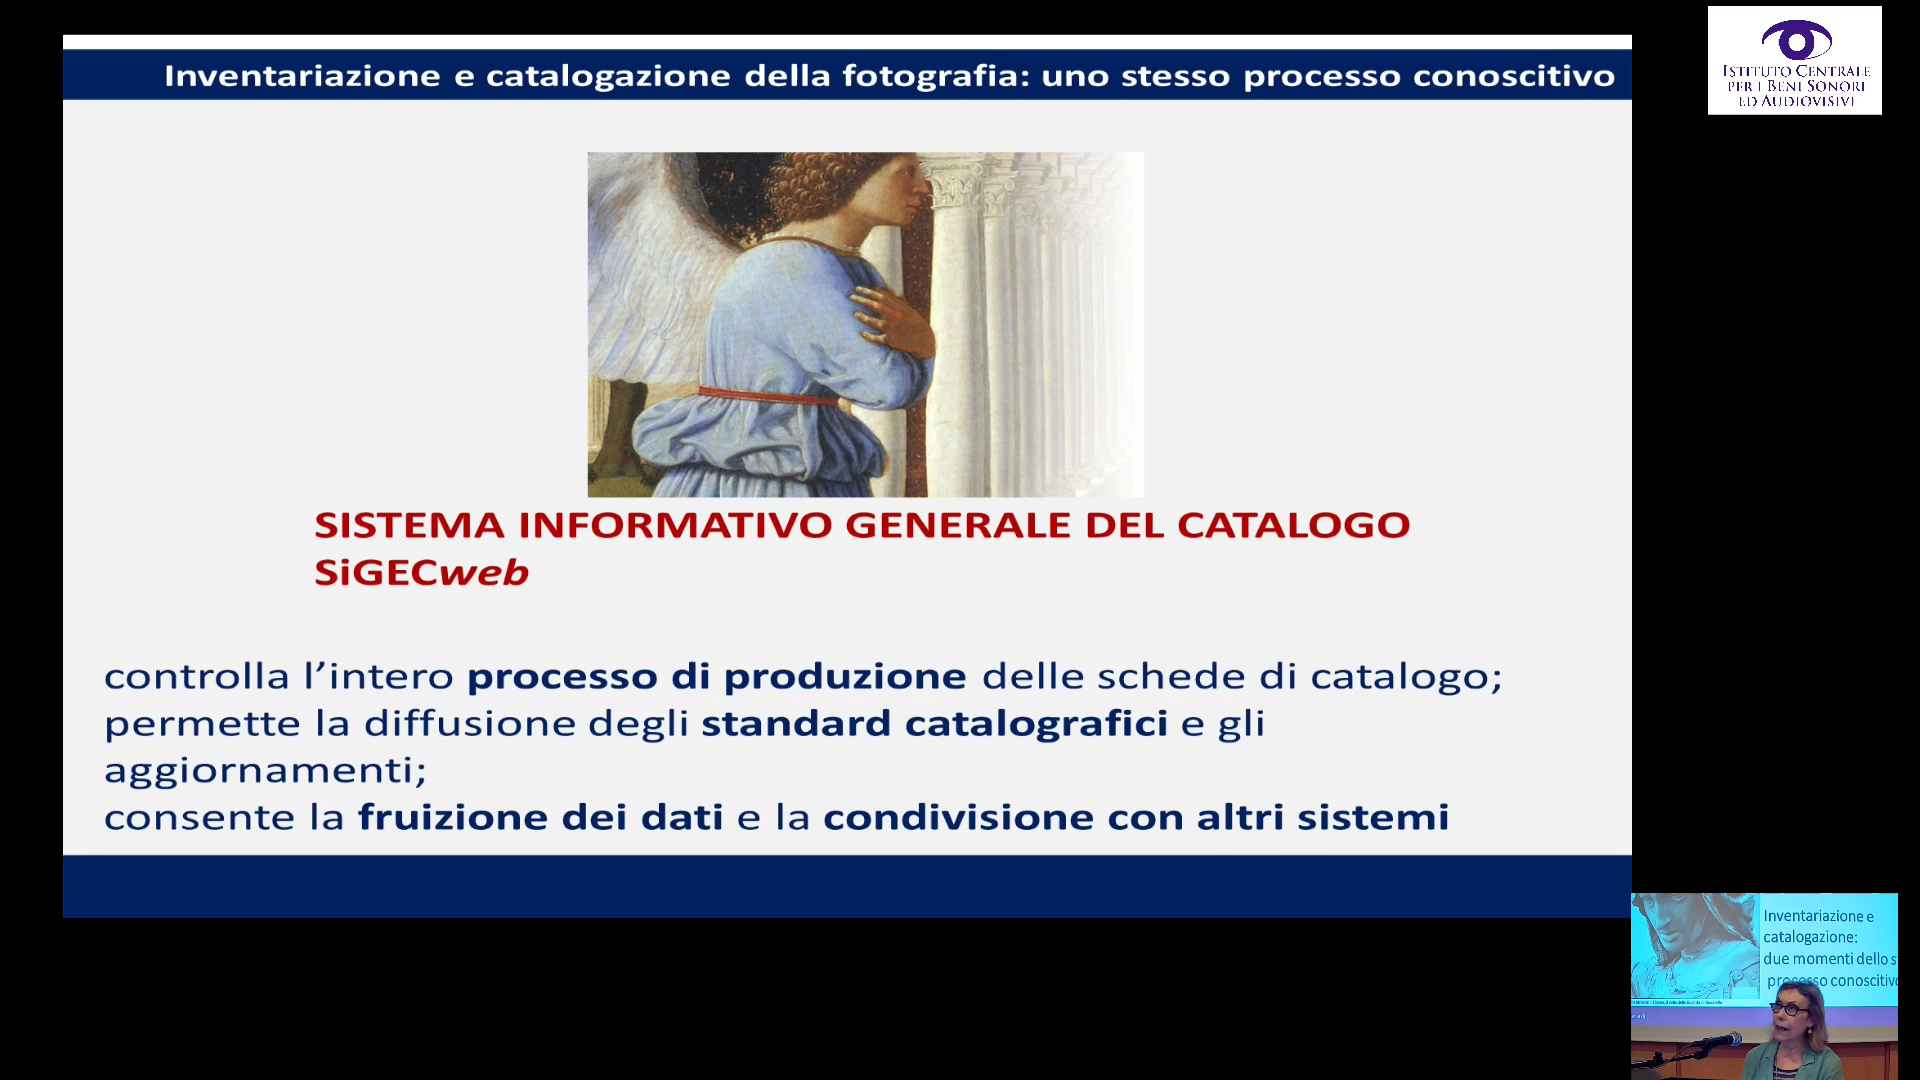 Inventariazione e catalogazione della fotografia: uno stesso processo conoscitivo
ISTITUTO CENTRALE
PER I BENI SONORI
ED AUDIOVISIVI
SISTEMA INFORMATIVO GENERALE DEL CATALOGO
SiGECweb
controlla l’intero processo di produzione delle schede di catalogo;
permette la diffusione degli standard catalografici e gli
aggiornamenti;
consente la fruizione dei dati e la condivisione con altri sistemi
Inventariazione e
catalogazione:
due momenti dello s
processo conoscitivo